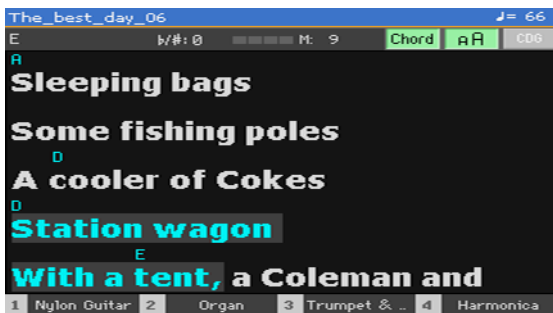 The_best_day_06 ♩= 66
E b/#: 0 M: 9 Chord aA CDG
A
Sleeping bags
Some fishing poles
D
A cooler of Cokes
D
Station wagon
E
With a tent, a Coleman and
1 Nylon Guitar 2 Organ 3 Trumpet & .. 4 Harmonica